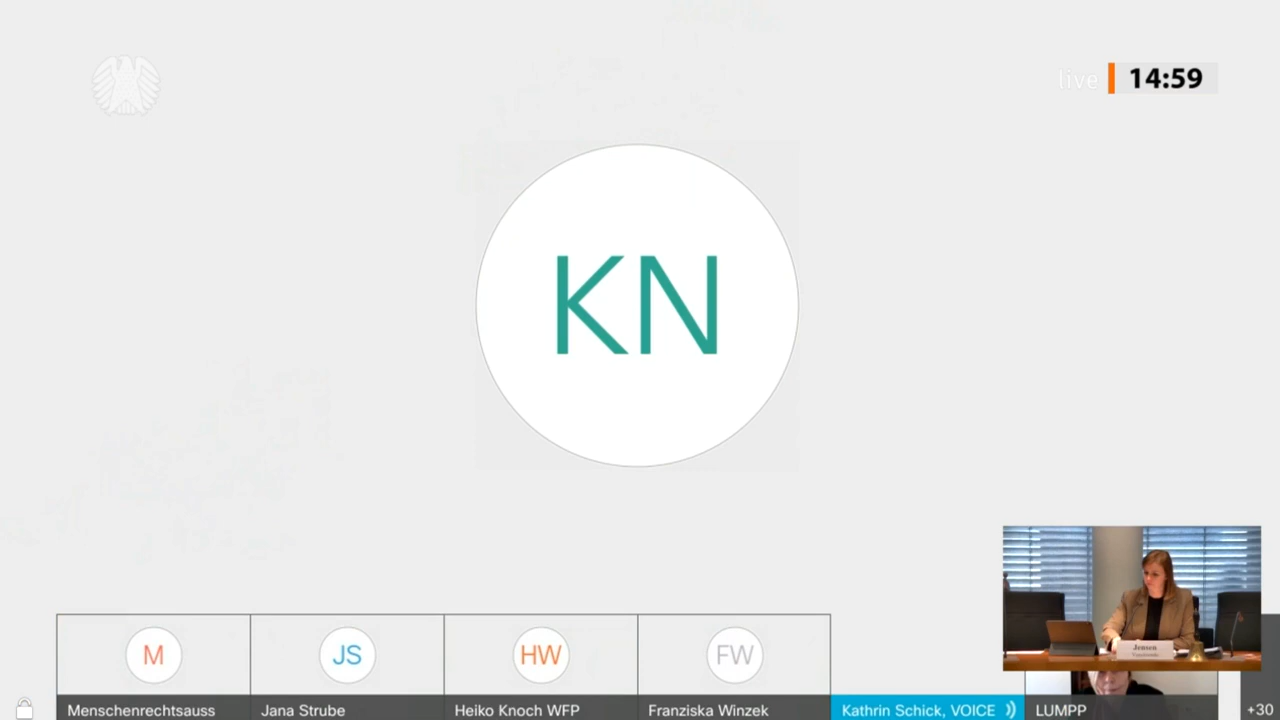 live 14:59
KN
M
JS
HW
FW
Menschenrechtsauss
Jana Strube
Heiko Knoch WFP
Franziska Winzek
Kathrin Schick, VOICE
LUMPP
+30
Jensen